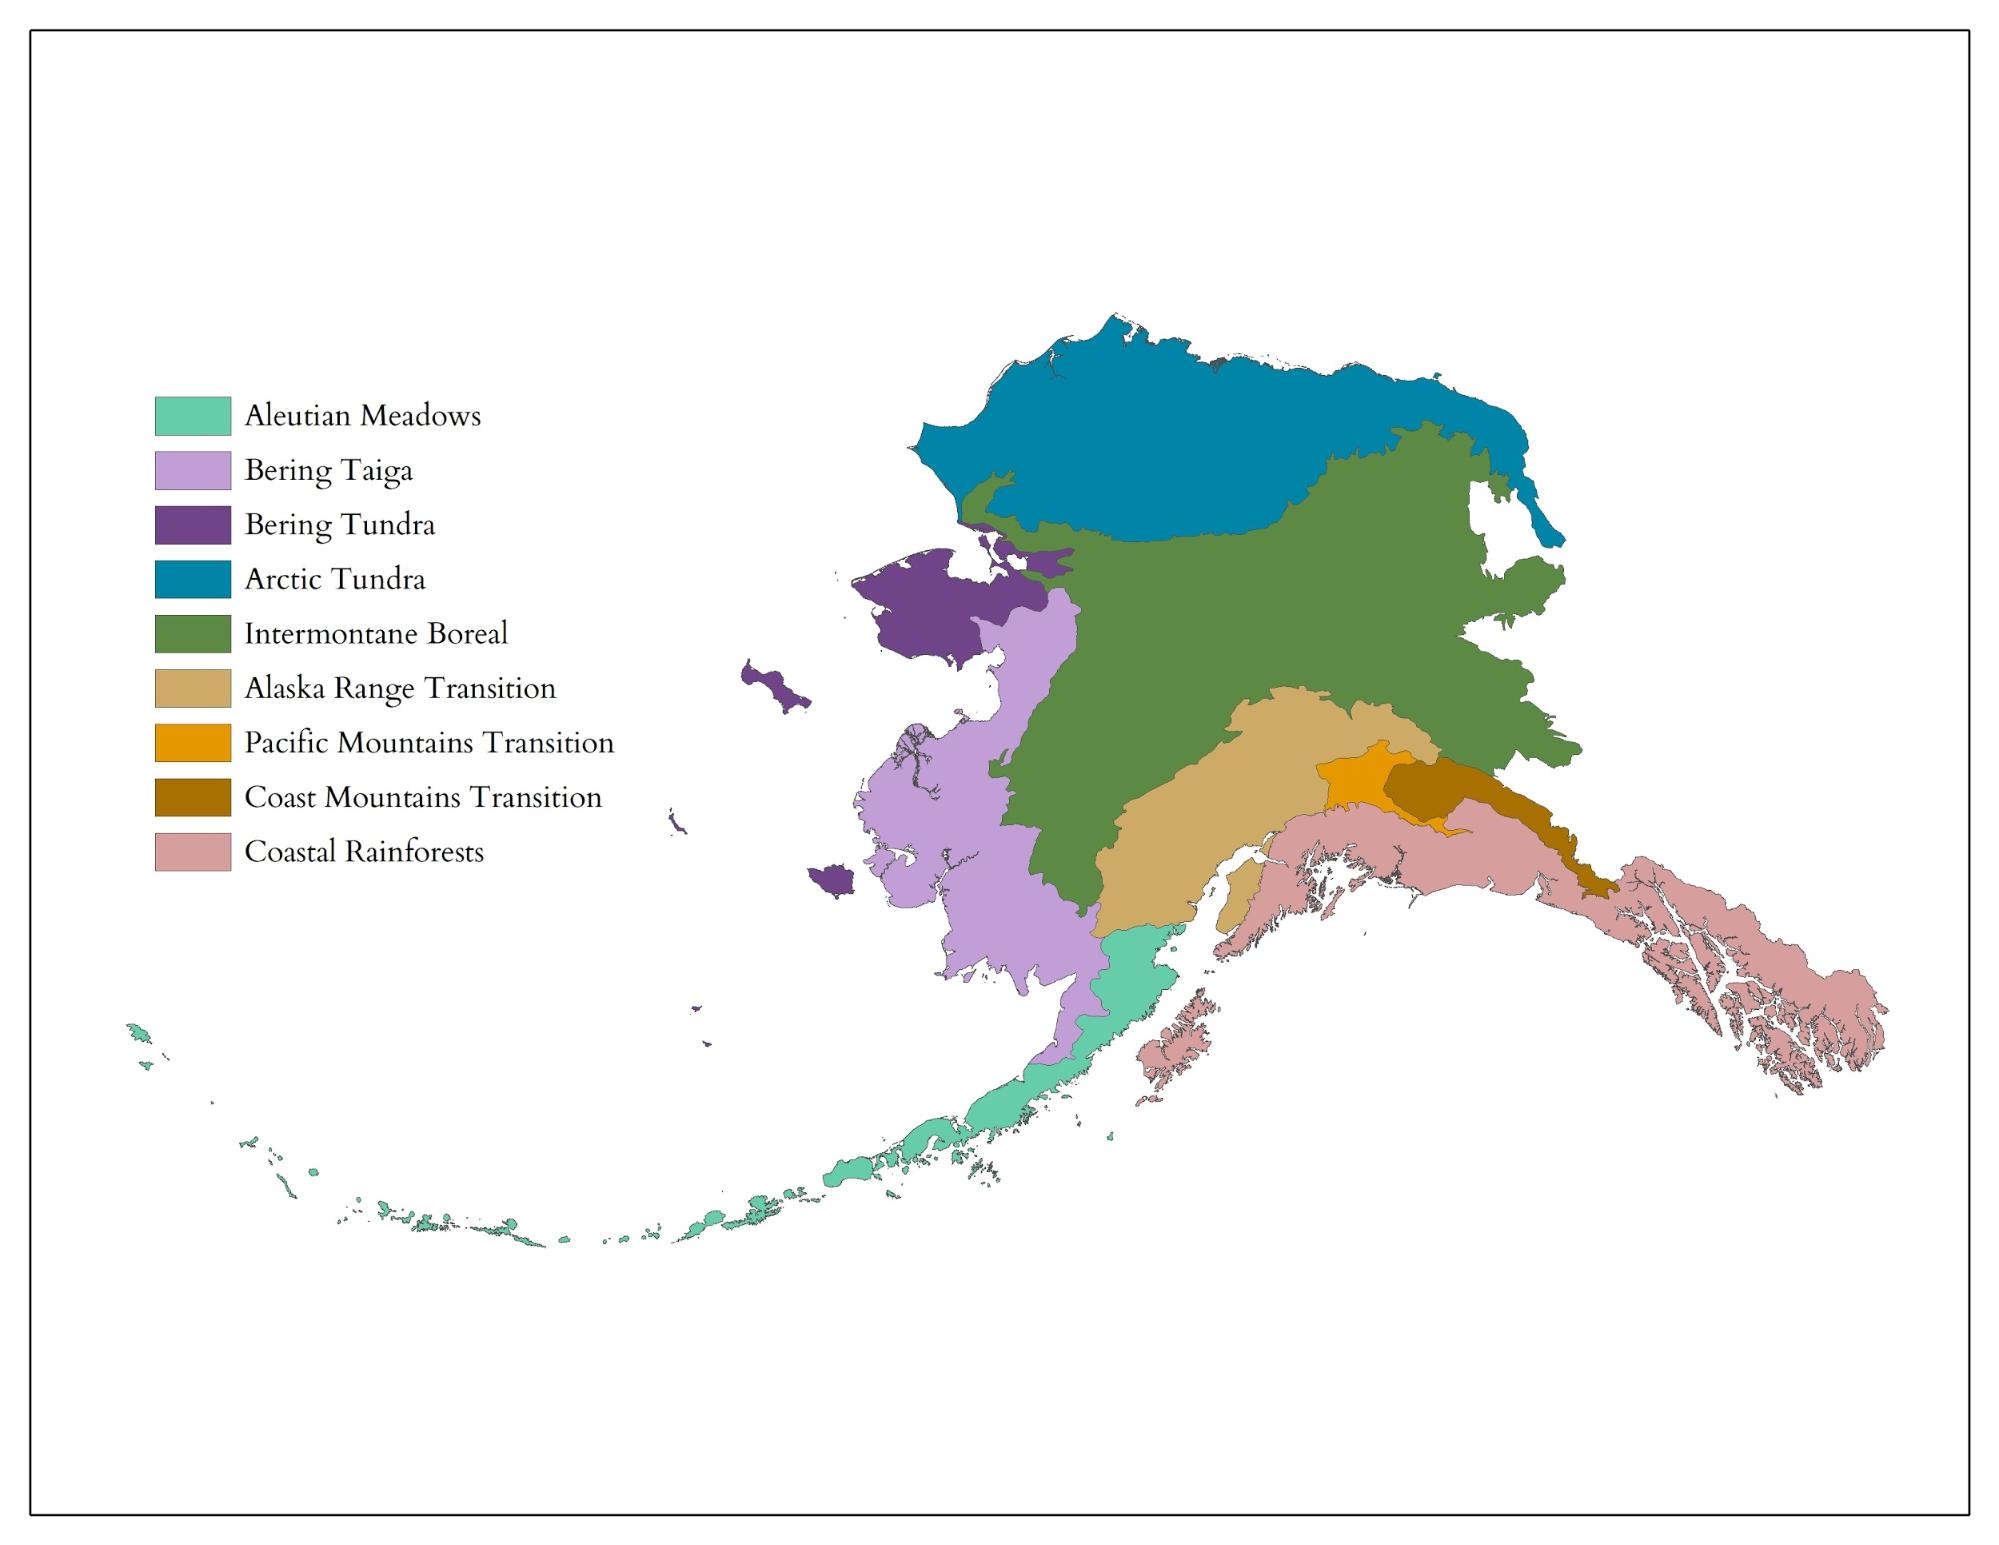 Aleutian Meadows
Bering Taiga
Bering Tundra
Arctic Tundra
Intermontane Boreal
Alaska Range Transition
Pacific Mountains Transition
Coast Mountains Transition
Coastal Rainforests